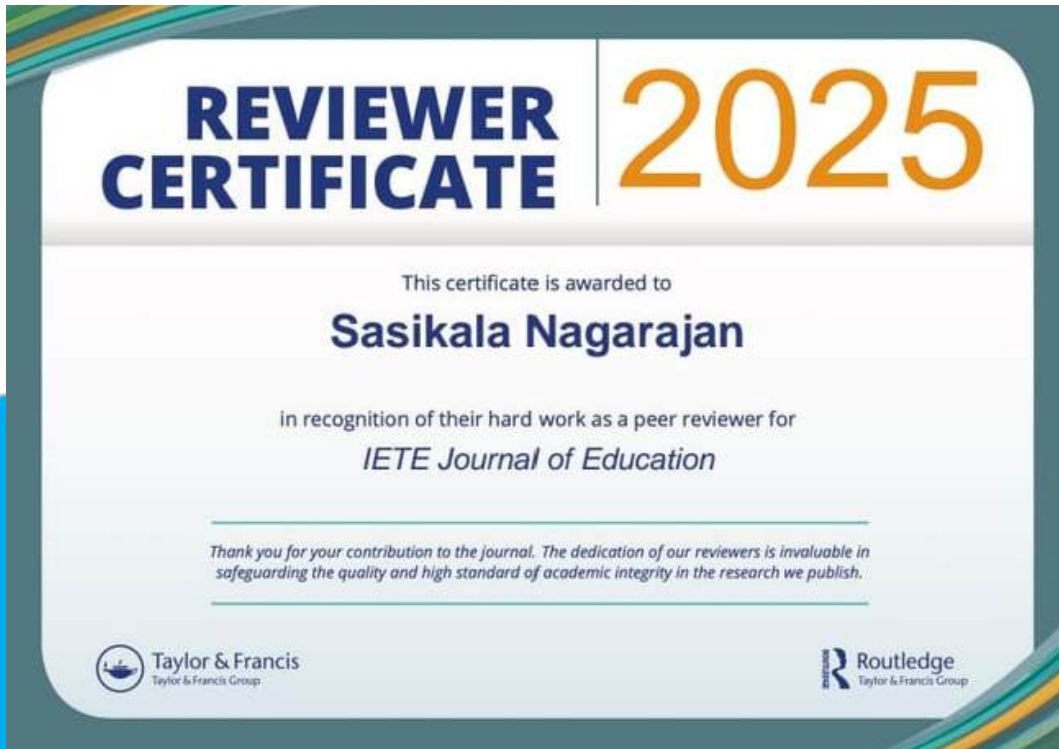 REVIEWER
CERTIFICATE
2025
This certificate is awarded to
Sasikala Nagarajan
in recognition of their hard work as a peer reviewer for
IETE Journal of Education
Thank you for your contribution to the journal. The dedication of our reviewers is invaluable in
safeguarding the quality and high standard of academic integrity in the research we publish.
Taylor & Francis
Taylor & Francis Group
ROUTLEDGE
Routledge
Taylor & Francis Group